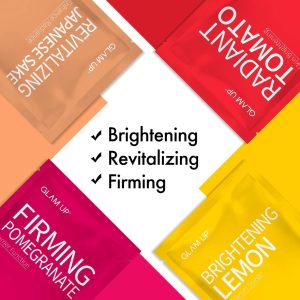 REVITALIZING
JAPANESE SAKE
GLAM UP
RADIANT
TOMATO
GLAM UP
✓ Brightening
✓ Revitalizing
✓ Firming
GLAM UP
FIRMING
POMEGRANATE
GLAM UP
BRIGHTENING
LEMON